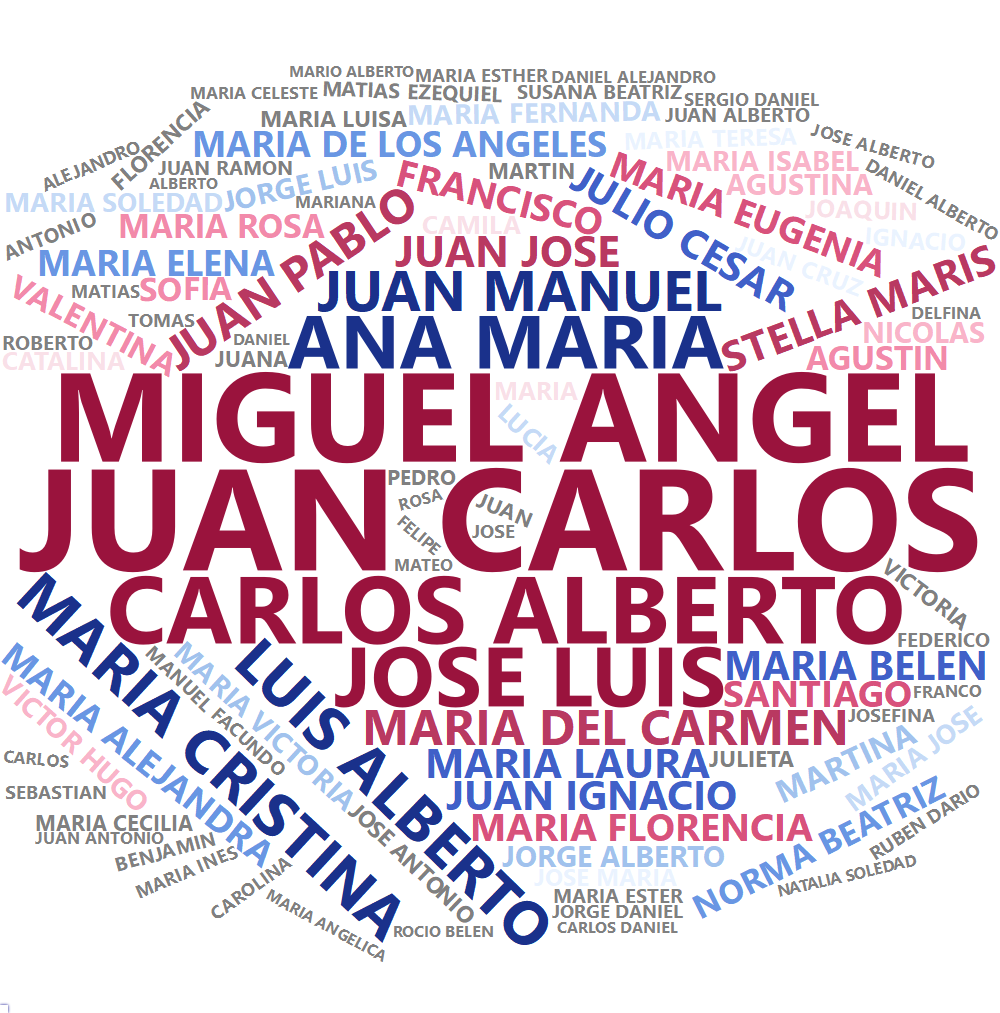 MARIO ALBERTO
MARIA ESTHER
DANIEL ALEJANDRO
MARIA CELESTE
MATIAS EZEQUIEL
SUSANA BEATRIZ
SERGIO DANIEL
FLORENCIA
MARIA LUISA
MARIA FERNANDA
JUAN ALBERTO
JOSE ALBERTO
ALEJANDRO
MARIA DE LOS ANGELES
MARIA TERESA
JUAN RAMON
MARTIN
MARIA ISABEL
DANIEL ALBERTO
ALBERTO
JORGE LUIS
FRANCISCO
JULIO CESAR
MARIA EUGENIA
AGUSTINA
MARIA SOLEDAD
MARIANA
JOAQUIN
ANTONIO
MARIA ROSA
JUAN PABLO
CAMILA
IGNACIO
MARIA ELENA
JUAN JOSE
JUAN CRUZ
STELLA MARIS
VALENTINA
MATIAS
SOFIA
JUAN MANUEL
DELFINA
TOMAS
NICOLAS
ROBERTO
DANIEL
ANA MARIA
CATALINA
JUANA
AGUSTIN
MARIA
MIGUEL ANGEL
LUCIA
PEDRO
ROSA
JUAN
JUAN CARLOS
FELIPE
JOSE
MATEO
VICTORIA
CARLOS ALBERTO
FEDERICO
MARIA CRISTINA
LUIS ALBERTO
JOSE LUIS
MARIA BELEN
MARIA ALEJANDRA
MANUEL FACUNDO
MARIA VICTORIA
SANTIAGO
FRANCO
VICTOR HUGO
MARIA DEL CARMEN
JOSEFINA
MARIA JOSE
CARLOS
MARIA LAURA
JULIETA
MARTINA
SEBASTIAN
JUAN IGNACIO
NORMA BEATRIZ
RUBEN DARIO
MARIA CECILIA
JOSE ANTONIO
MARIA FLORENCIA
JUAN ANTONIO
BENJAMIN
JORGE ALBERTO
MARIA INES
CAROLINA
JOSE MARIA
NATALIA SOLEDAD
MARIA ANGELICA
MARIA ESTER
JORGE DANIEL
ROCIO BELEN
CARLOS DANIEL